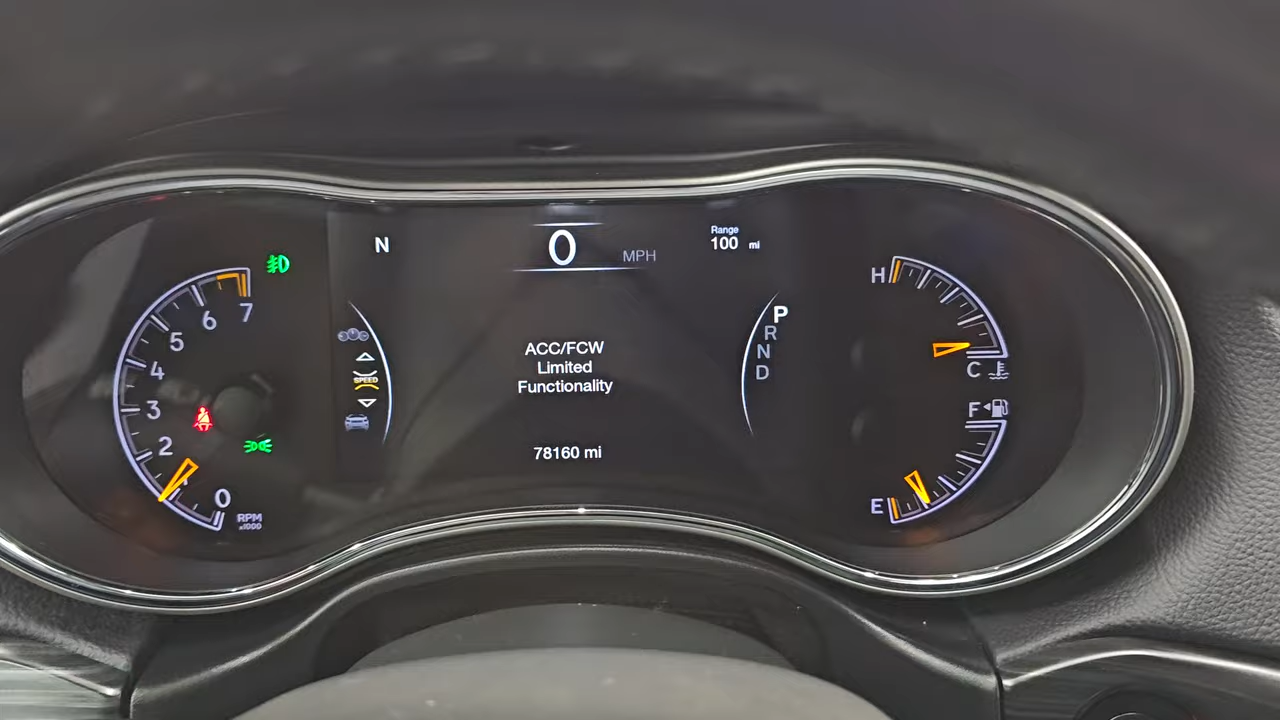 N
0
MPH
Range
100 mi
7
6
5
4
3
2
0
RPM
x1000
SPEED
ACC/FCW
Limited
Functionality
78160 mi
P
R
N
D
H
C
F
E